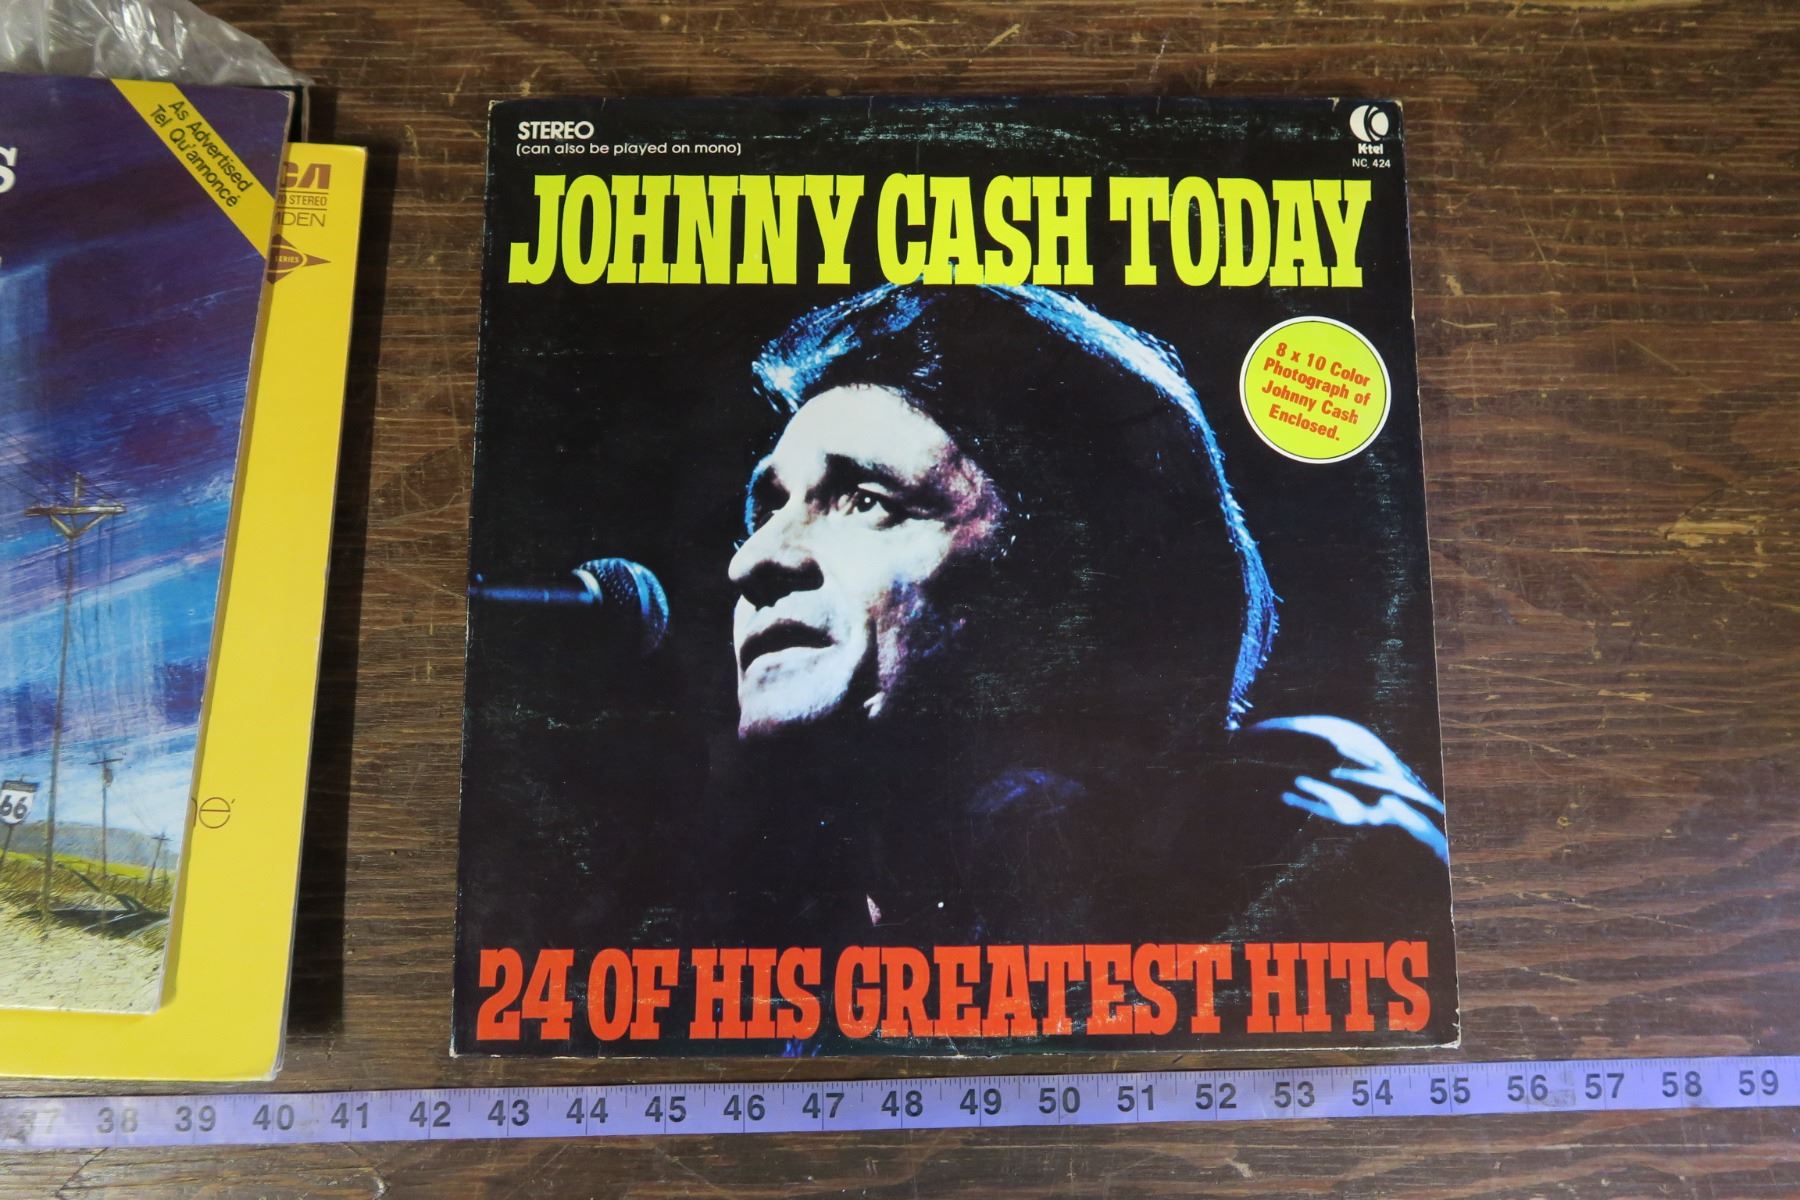 As Advertised
Tel Qu'annoncé
STEREO
MDEN
SERIES
66
STEREO
(can also be played on mono)
K-tel
NC 424
JOHNNY CASH TODAY
8 x 10 Color
Photograph of
Johnny Cash
Enclosed.
24 OF HIS GREATEST HITS
37 38 39 40 41 42 43 44 45 46 47 48 49 50 51 52 53 54 55 56 57 58 59